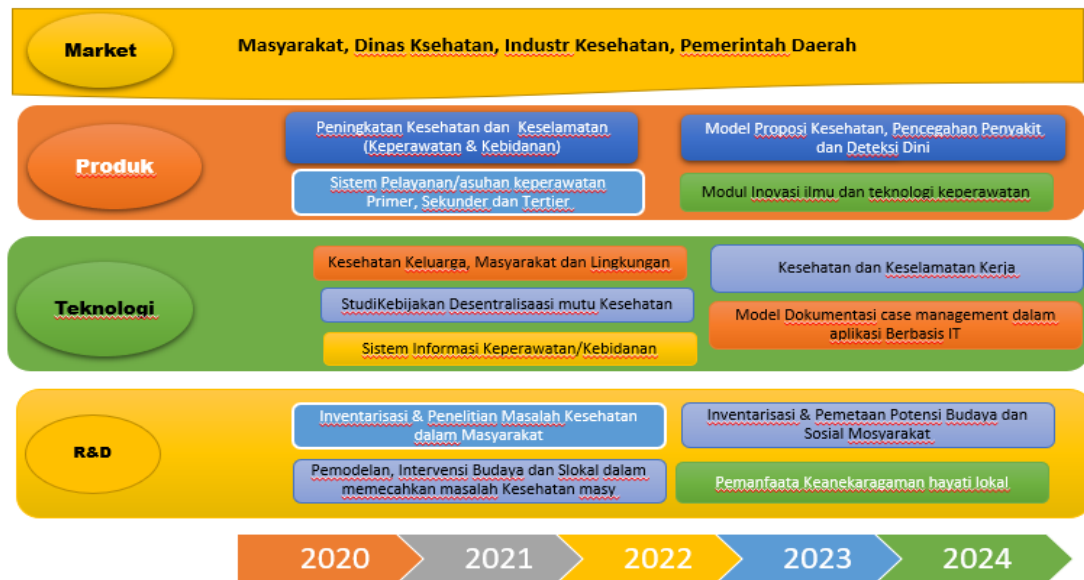 Market
Masyarakat, Dinas Ksehatan, Industr Kesehatan, Pemerintah Daerah
Produk
Peningkatan Kesehatan dan Keselamatan
(Keperawatan & Kebidanan)
Model Proposi Kesehatan, Pencegahan Penyakit
dan Deteksi Dini
Sistem Pelayanan/asuhan keperawatan
Primer, Sekunder dan Tertier
Modul Inovasi ilmu dan teknologi keperawatan
Teknologi
Kesehatan Keluarga, Masyarakat dan Lingkungan
Kesehatan dan Keselamatan Kerja
StudiKebijakan Desentralisaasi mutu Kesehatan
Model Dokumentasi case management dalam
aplikasi Berbasis IT
Sistem Informasi Keperawatan/Kebidanan
R&D
Inventarisasi & Penelitian Masalah Kesehatan
dalam Masyarakat
Inventarisasi & Pemetaan Potensi Budaya dan
Sosial Mosyarakat
Pemodelan, Intervensi Budaya dan Slokal dalam
memecahkan masalah Kesehatan masy
Pemanfaata Keanekaragaman hayati lokal
2020 2021 2022 2023 2024